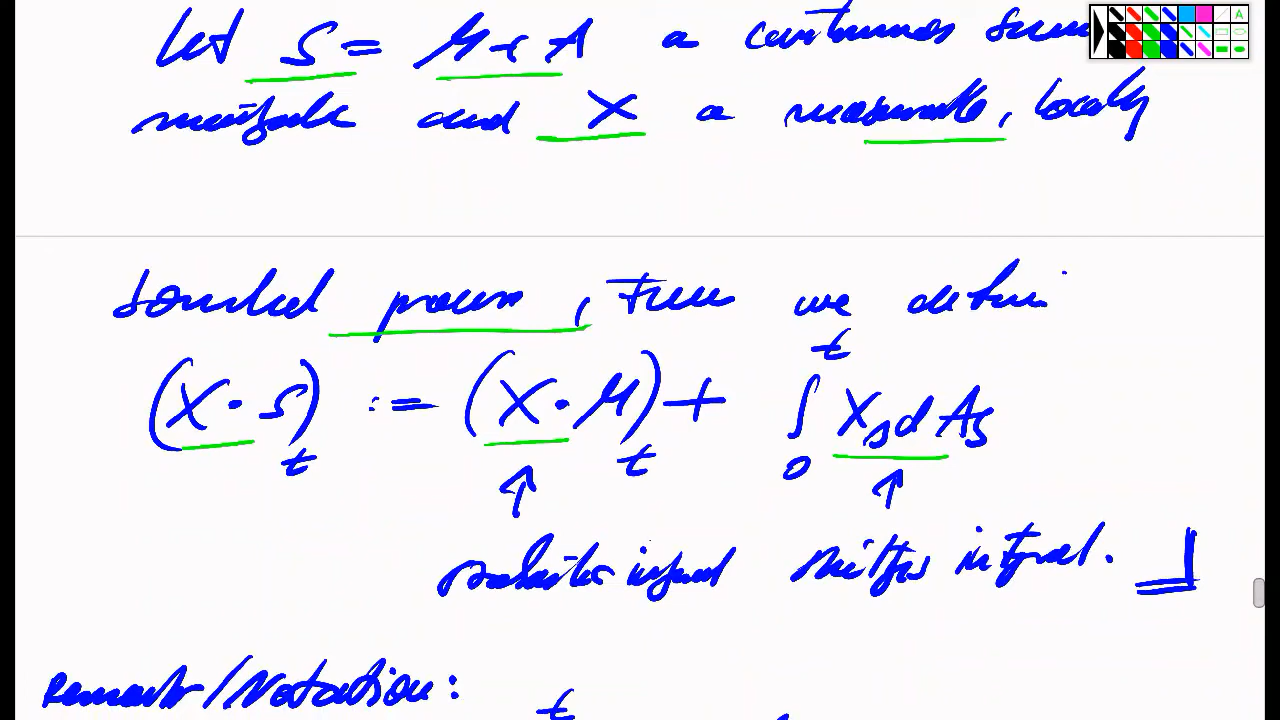 Let S = M + A a continuous semi
martingale and X a measurable, locally
bounded process, then we define
(X • S)_t := (X • M)_t + ∫_0^t X_s dA_s
↑ ↑
stochastic integral Stieltjes integral.
Remark/Notation:
t